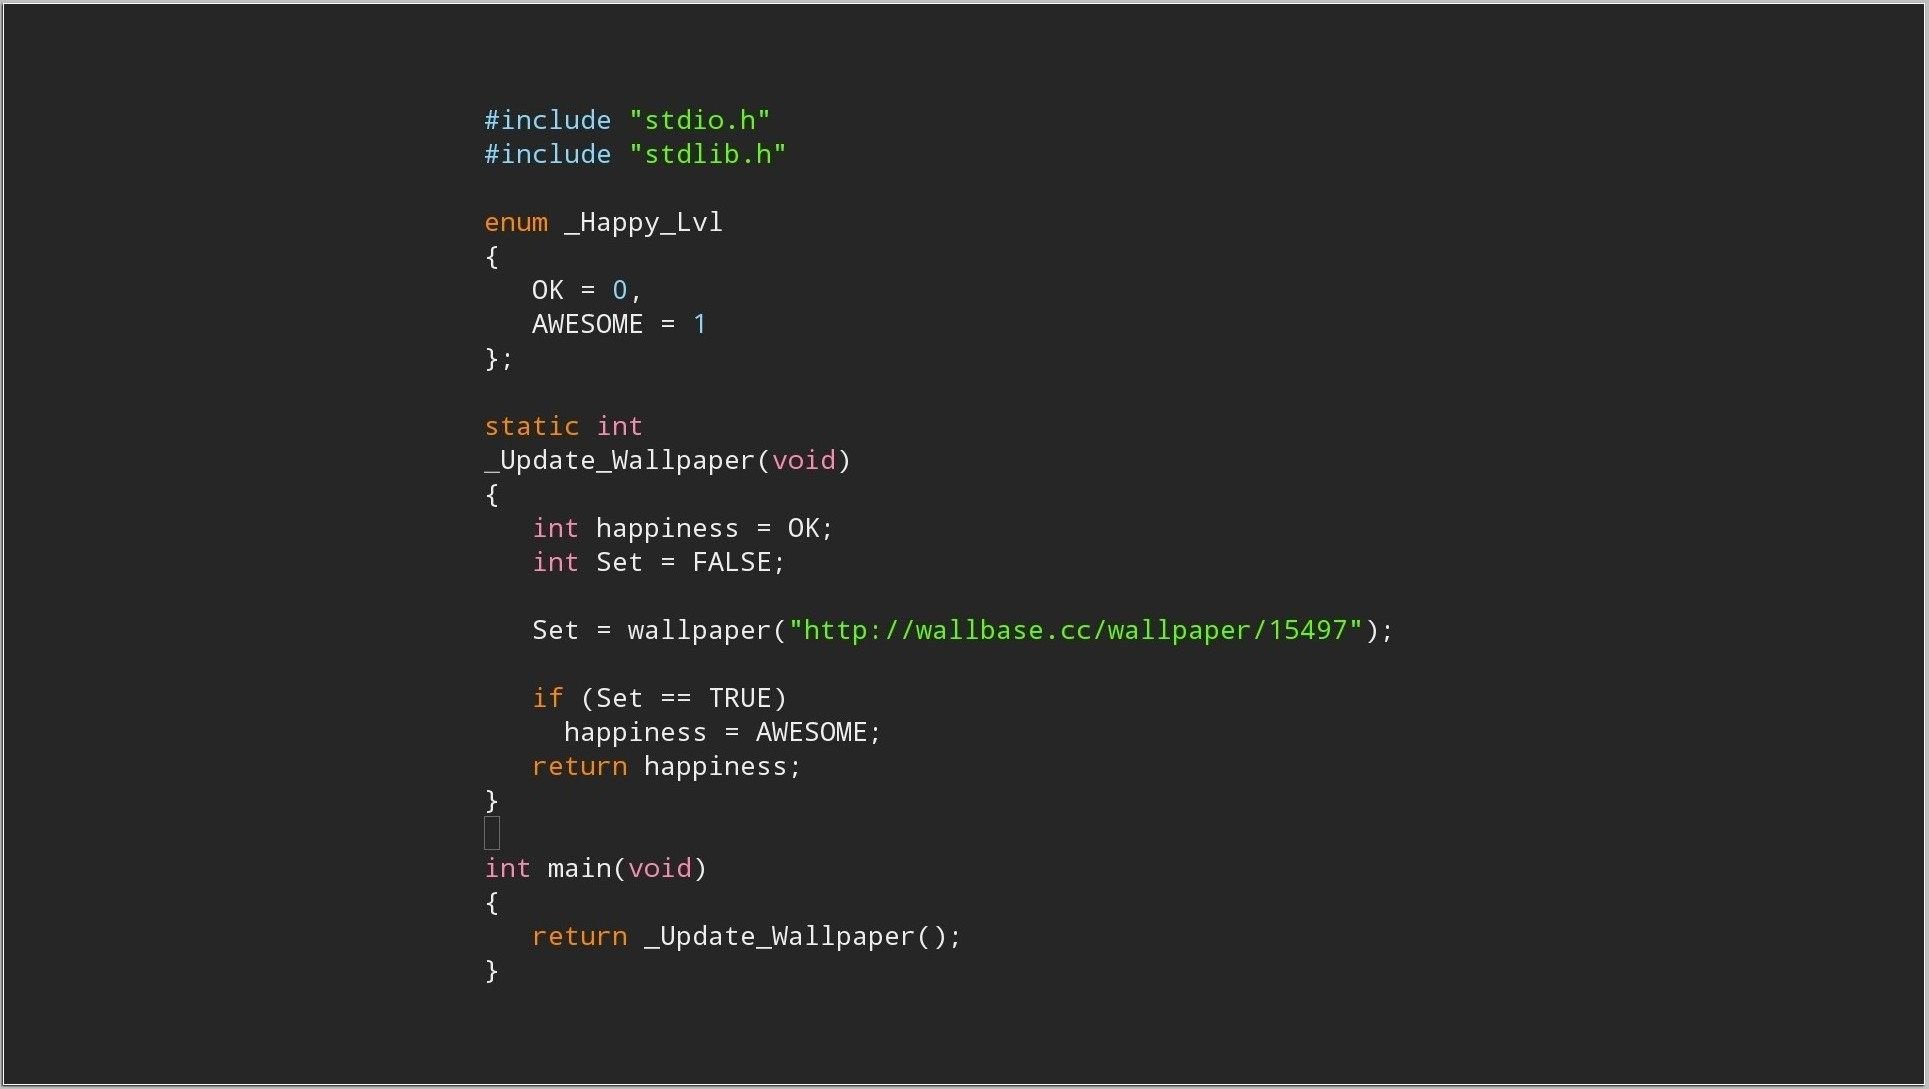 #include "stdio.h"
#include "stdlib.h"

enum _Happy_Lvl
{
   OK = 0,
   AWESOME = 1
};

static int
_Update_Wallpaper(void)
{
   int happiness = OK;
   int Set = FALSE;

   Set = wallpaper("http://wallbase.cc/wallpaper/15497");

   if (Set == TRUE)
     happiness = AWESOME;
   return happiness;
}

int main(void)
{
   return _Update_Wallpaper();
}